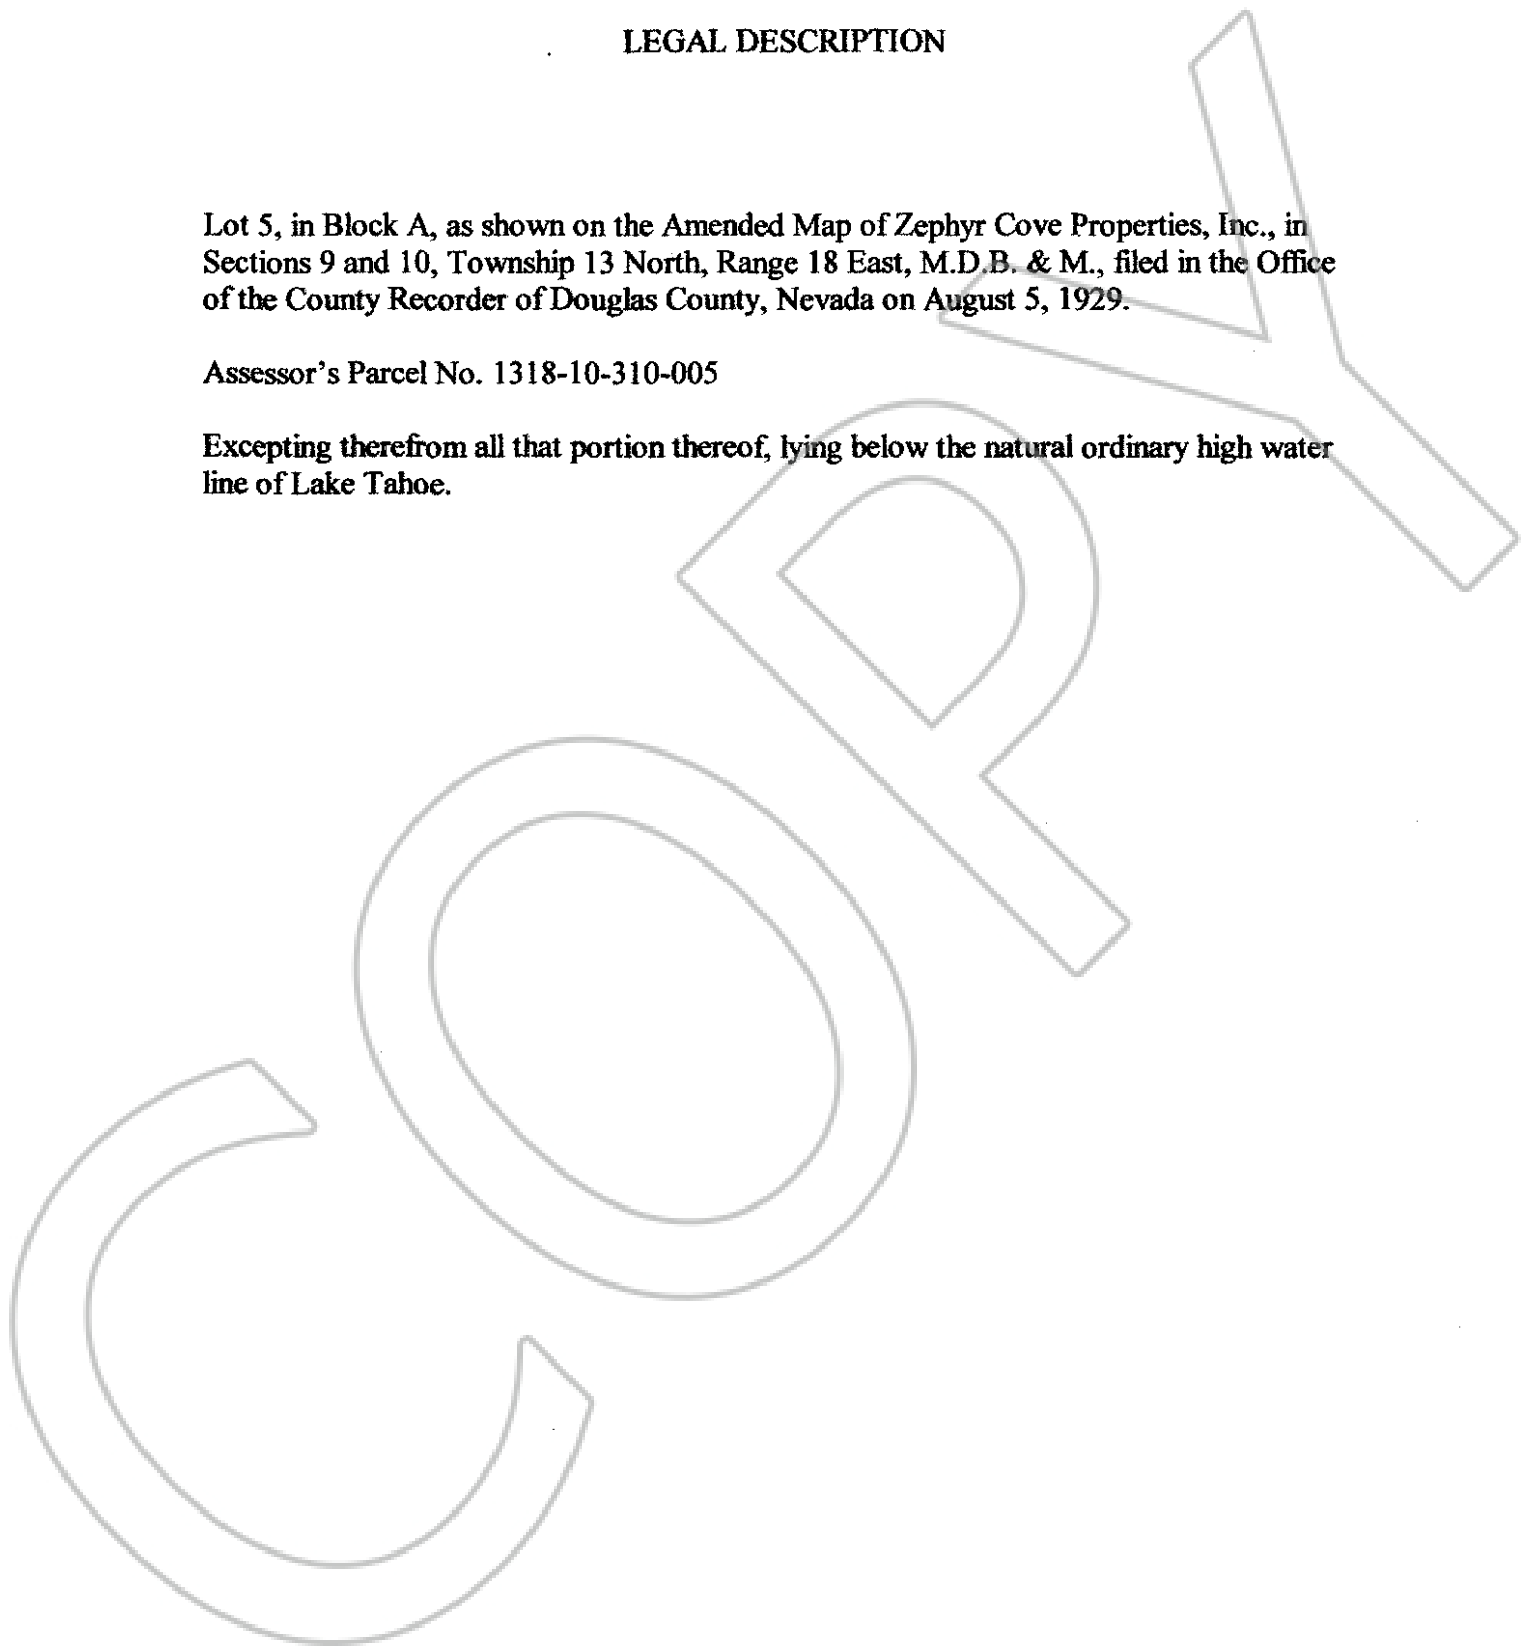 LEGAL DESCRIPTION
Lot 5, in Block A, as shown on the Amended Map of Zephyr Cove Properties, Inc., in
Sections 9 and 10, Township 13 North, Range 18 East, M.D.B. & M., filed in the Office
of the County Recorder of Douglas County, Nevada on August 5, 1929.
Assessor's Parcel No. 1318-10-310-005
Excepting therefrom all that portion thereof, lying below the natural ordinary high water
line of Lake Tahoe.
COPY